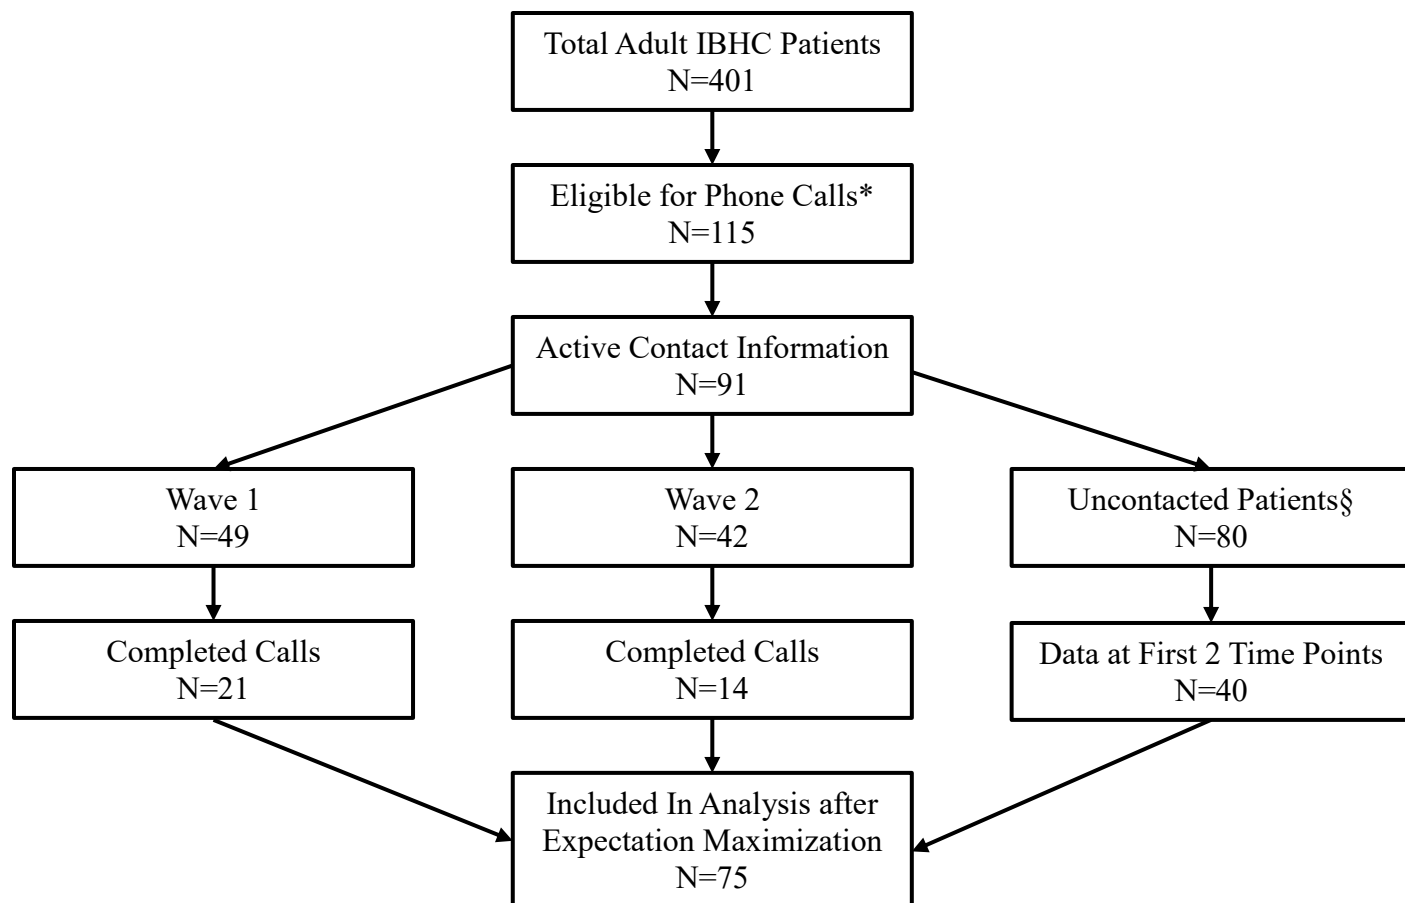 Total Adult IBHC Patients
N=401
Eligible for Phone Calls*
N=115
Active Contact Information
N=91
Wave 1
N=49
Wave 2
N=42
Uncontacted Patients§
N=80
Completed Calls
N=21
Completed Calls
N=14
Data at First 2 Time Points
N=40
Included In Analysis after
Expectation Maximization
N=75